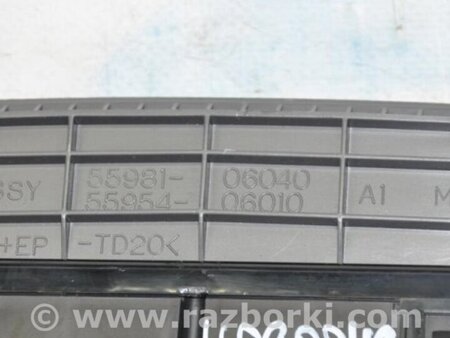 SSY 55981- 06040 A1 M
55954- 06010
+EP -TD20<
© www.razborki.com